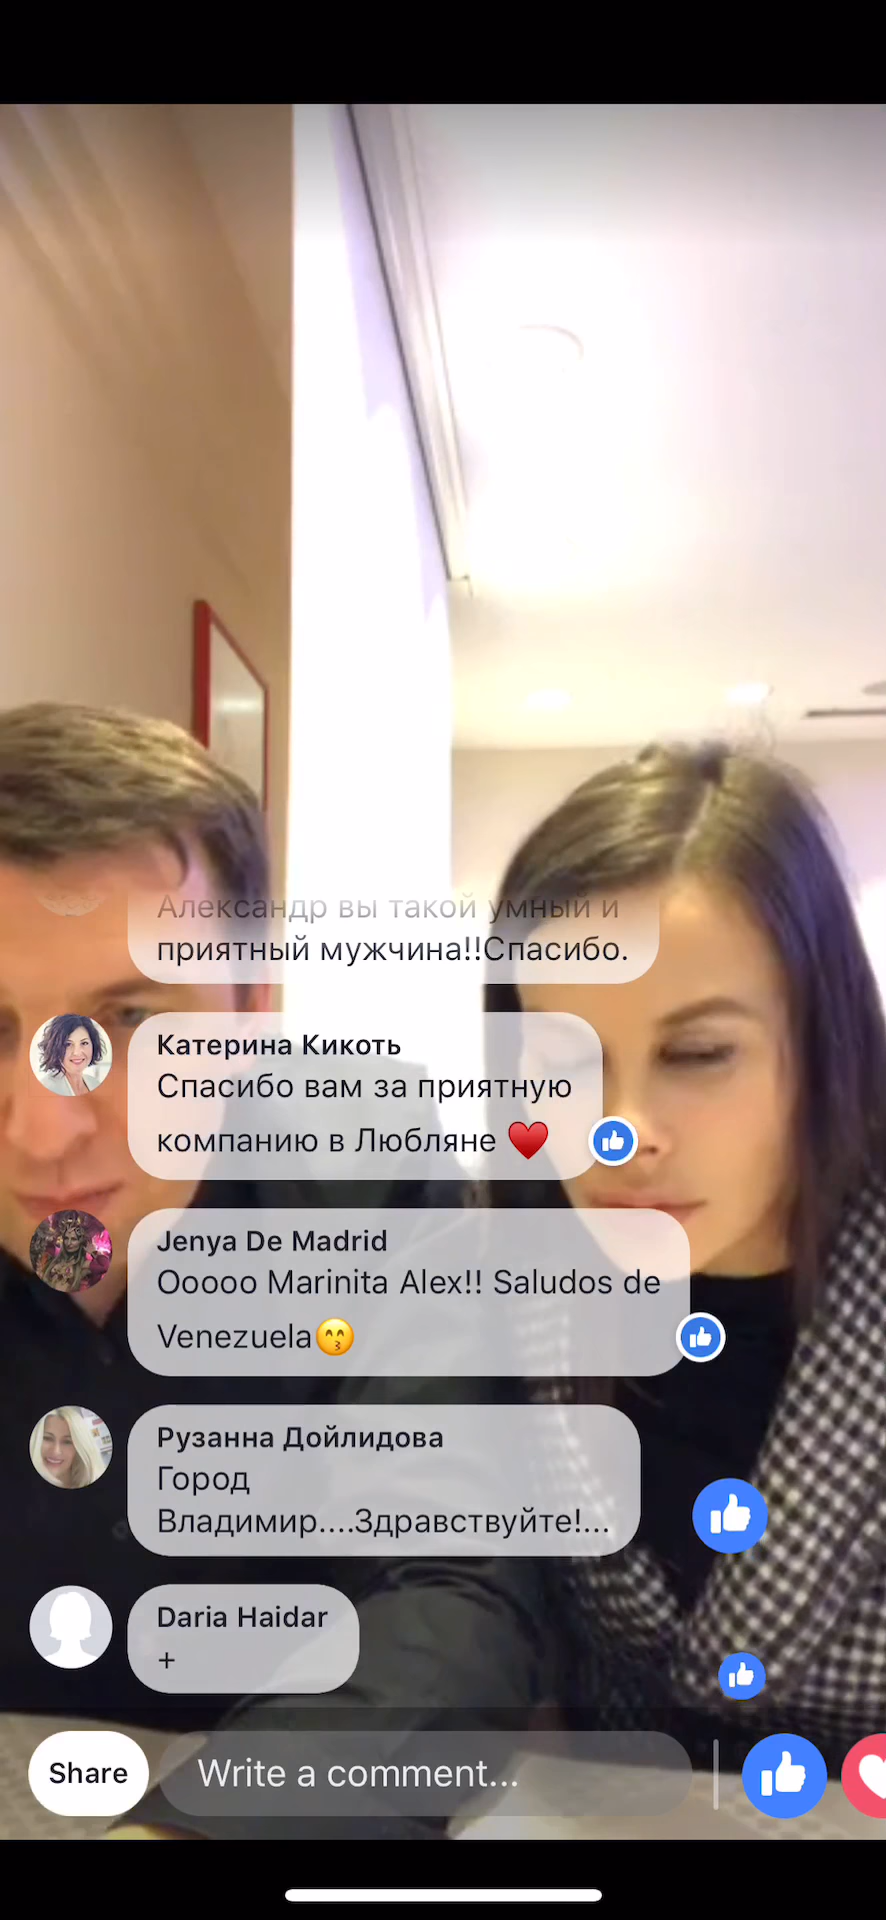 Александр вы такой умный и
приятный мужчина!!Спасибо.
Катерина Кикоть
Спасибо вам за приятную
компанию в Любляне ♥️
Jenya De Madrid
Ooooo Marinita Alex!! Saludos de
Venezuela😙
Рузанна Дойлидова
Город
Владимир....Здравствуйте!...
Daria Haidar
+
Share
Write a comment...